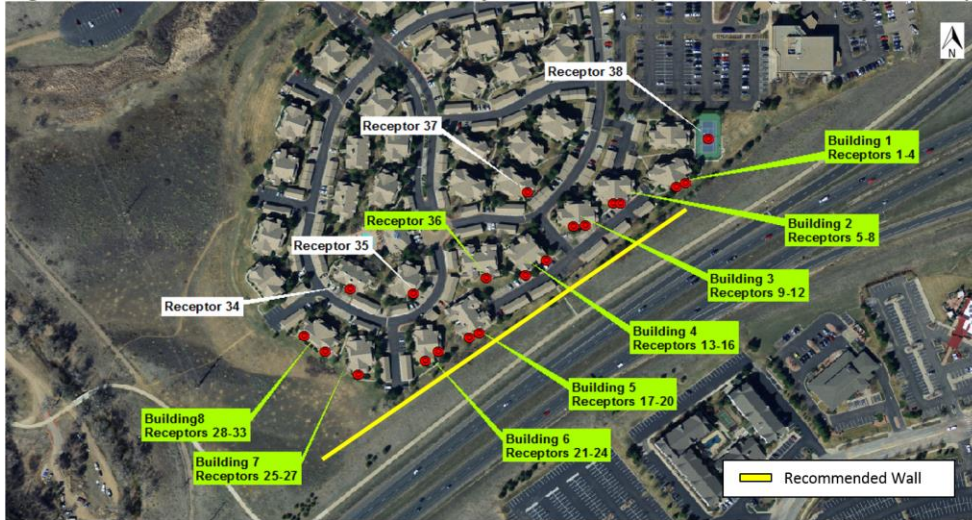 N
Receptor 38
Receptor 37
Building 1
Receptors 1-4
Building 2
Receptors 5-8
Receptor 36
Receptor 35
Building 3
Receptors 9-12
Receptor 34
Building 4
Receptors 13-16
Building 5
Receptors 17-20
Building8
Receptors 28-33
Building 6
Receptors 21-24
Building 7
Receptors 25-27
Recommended Wall